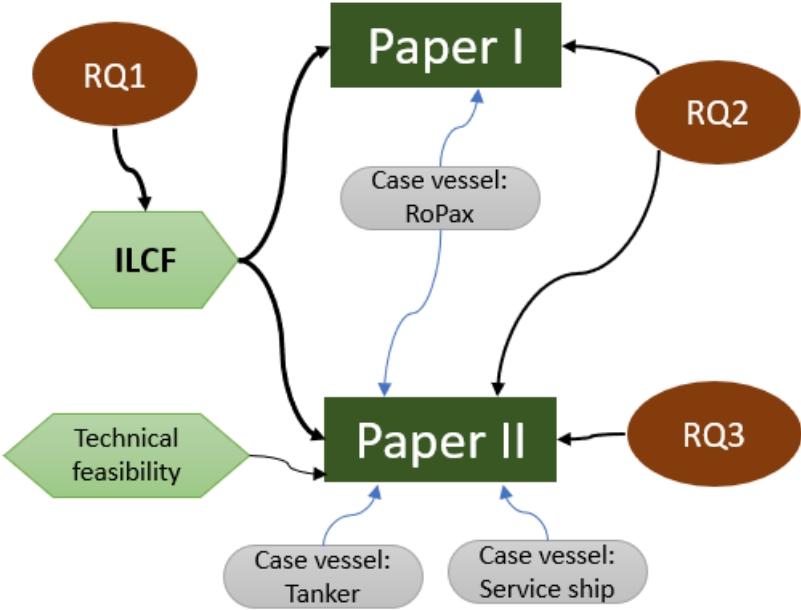 Paper I
RQ1
RQ2
Case vessel:
RoPax
ILCF
Paper II
RQ3
Technical
feasibility
Case vessel:
Tanker
Case vessel:
Service ship